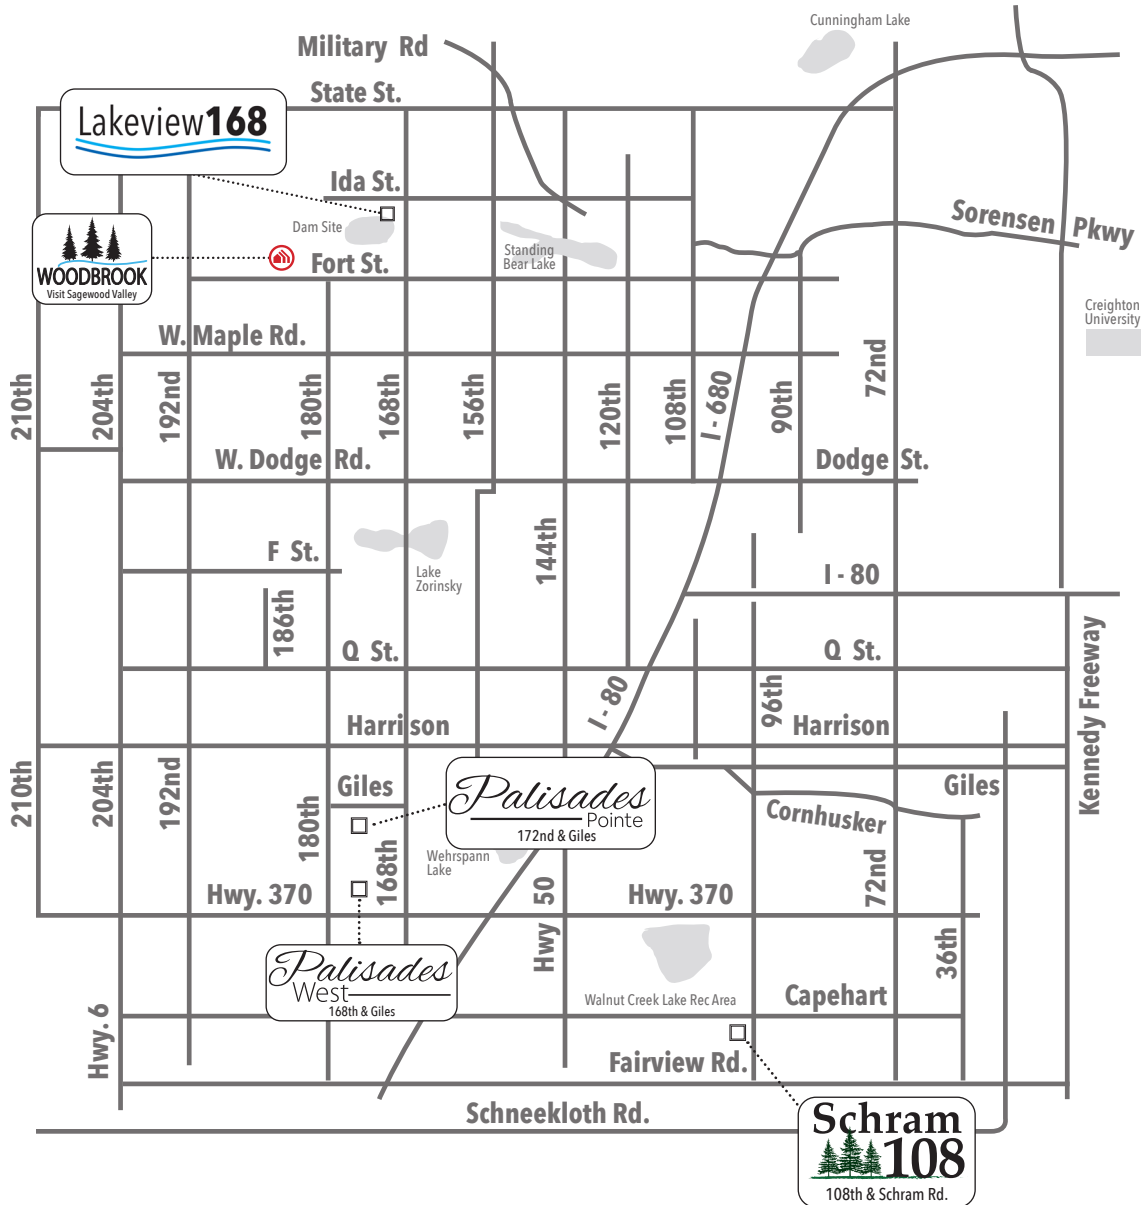 Cunningham Lake
Military Rd
State St.
Lakeview168
Ida St.
Dam Site
Sorensen Pkwy
WOODBROOK
Visit Sagewood Valley
Fort St.
Standing
Bear Lake
Creighton
University
W. Maple Rd.
210th
204th
192nd
180th
168th
156th
120th
108th
I - 680
90th
72nd
W. Dodge Rd.
Dodge St.
F St.
Lake
Zorinsky
144th
I - 80
186th
Q St.
Q St.
I - 80
96th
Kennedy Freeway
Harrison
Harrison
210th
204th
192nd
180th
Giles
168th
Palisades
Pointe
172nd & Giles
Giles
Cornhusker
Wehrspann
Lake
72nd
Hwy. 370
Hwy 50
Hwy. 370
36th
Palisades
West
168th & Giles
Walnut Creek Lake Rec Area
Capehart
Hwy. 6
Fairview Rd.
Schneekloth Rd.
Schram
108
108th & Schram Rd.